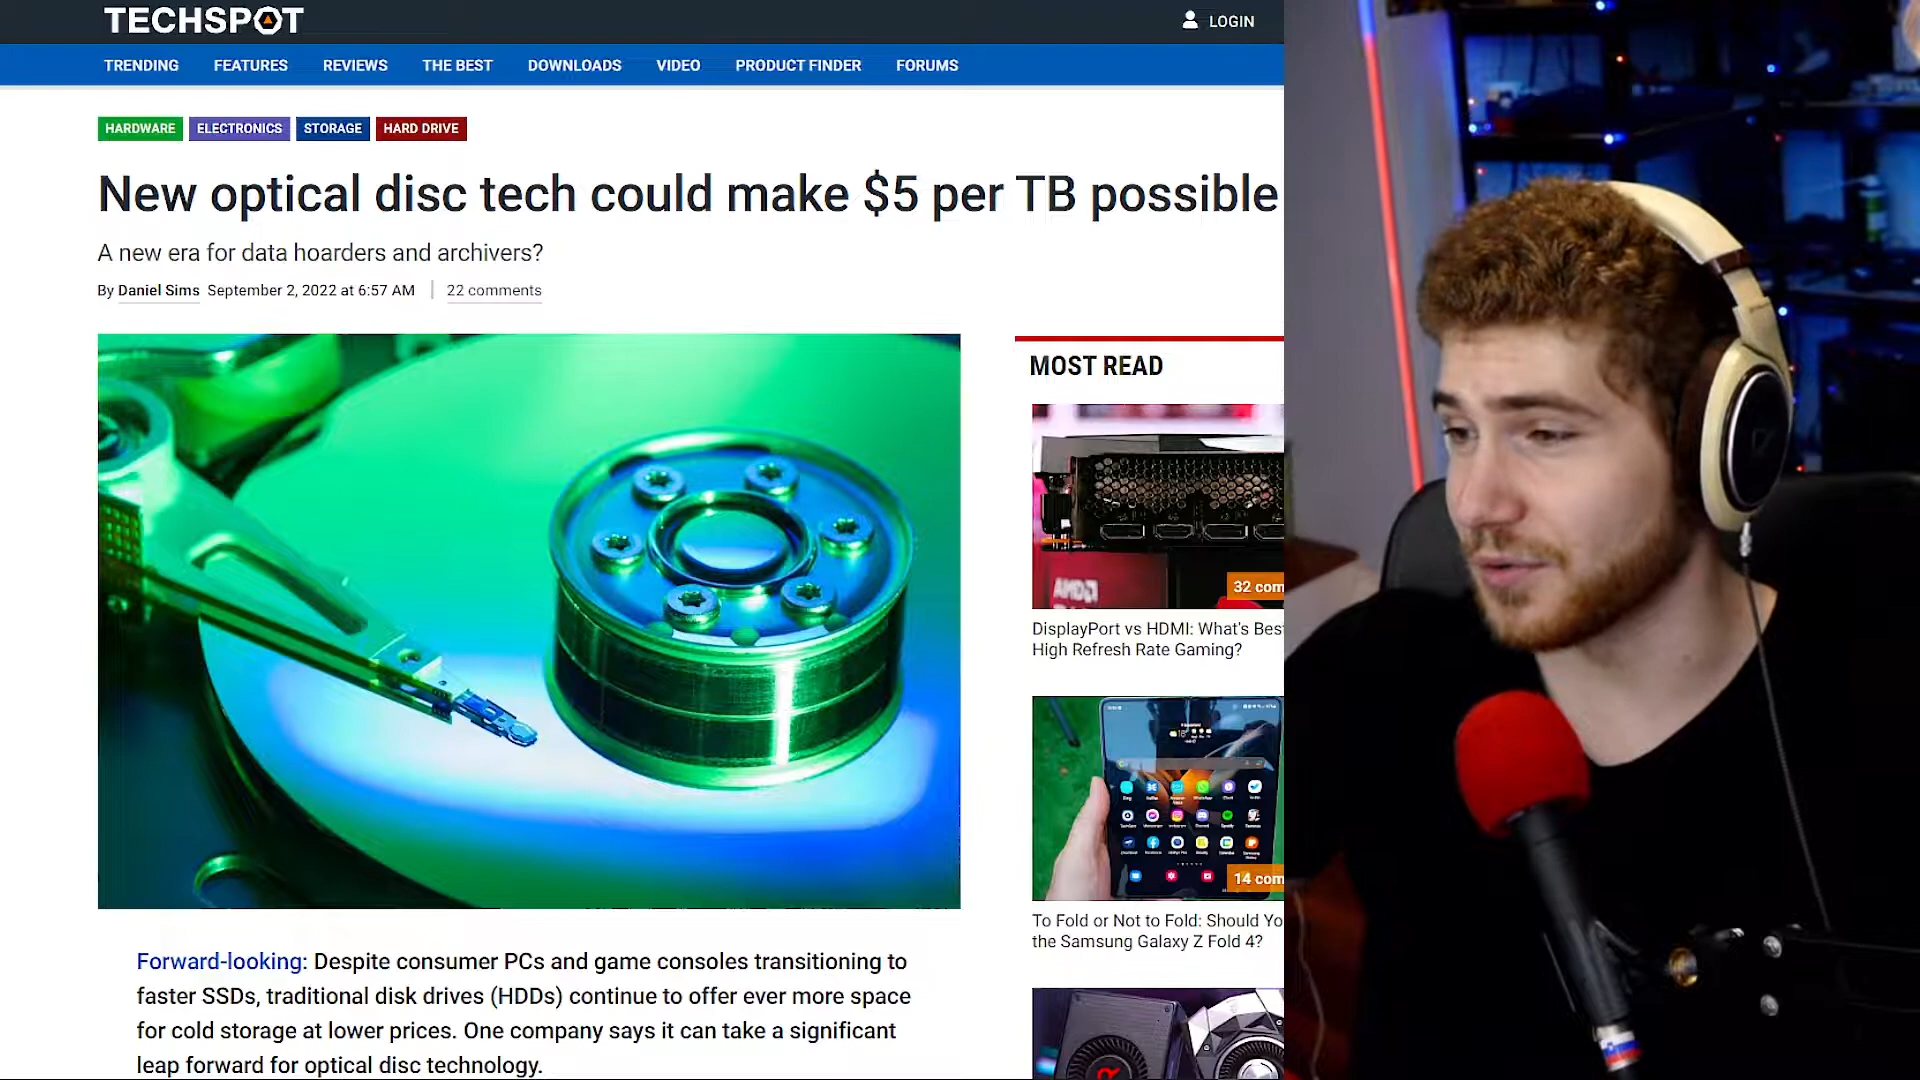 TECHSPOT
LOGIN
TRENDING FEATURES REVIEWS THE BEST DOWNLOADS VIDEO PRODUCT FINDER FORUMS
HARDWARE ELECTRONICS STORAGE HARD DRIVE
New optical disc tech could make $5 per TB possible
A new era for data hoarders and archivers?
By Daniel Sims September 2, 2022 at 6:57 AM | 22 comments
MOST READ
AMD
32 com
DisplayPort vs HDMI: What's Bes
High Refresh Rate Gaming?
14 com
To Fold or Not to Fold: Should Yo
the Samsung Galaxy Z Fold 4?
Forward-looking: Despite consumer PCs and game consoles transitioning to
faster SSDs, traditional disk drives (HDDs) continue to offer ever more space
for cold storage at lower prices. One company says it can take a significant
leap forward for optical disc technology.